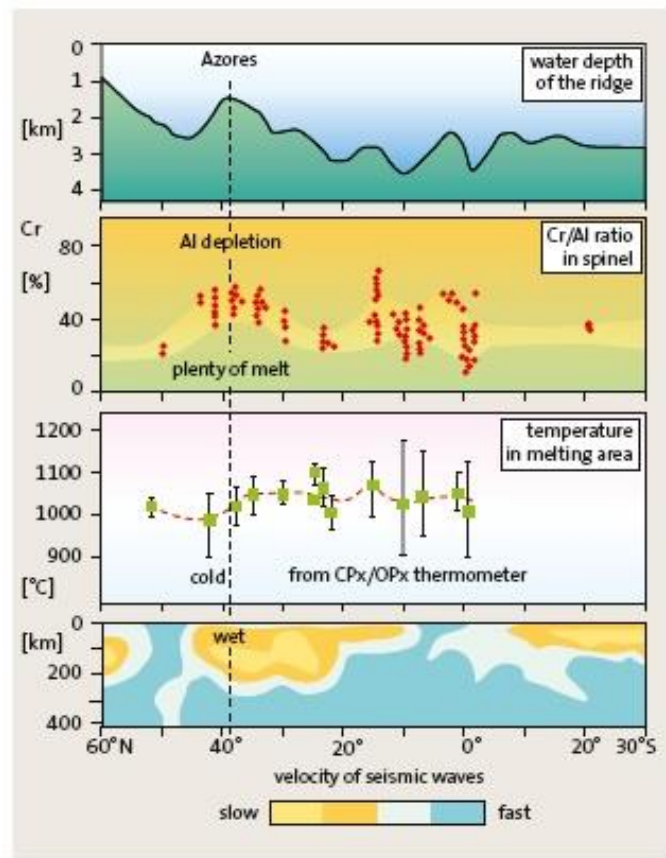 0
1
2
3
4
[km]
Azores
water depth
of the ridge
Cr
[%]
80
40
0
Al depletion
Cr/Al ratio
in spinel
plenty of melt
1200
1100
1000
900
[°C]
temperature
in melting area
cold
from CPx/OPx thermometer
[km]
0
200
400
wet
60°N 40° 20° 0° 20° 30°S
velocity of seismic waves
slow fast